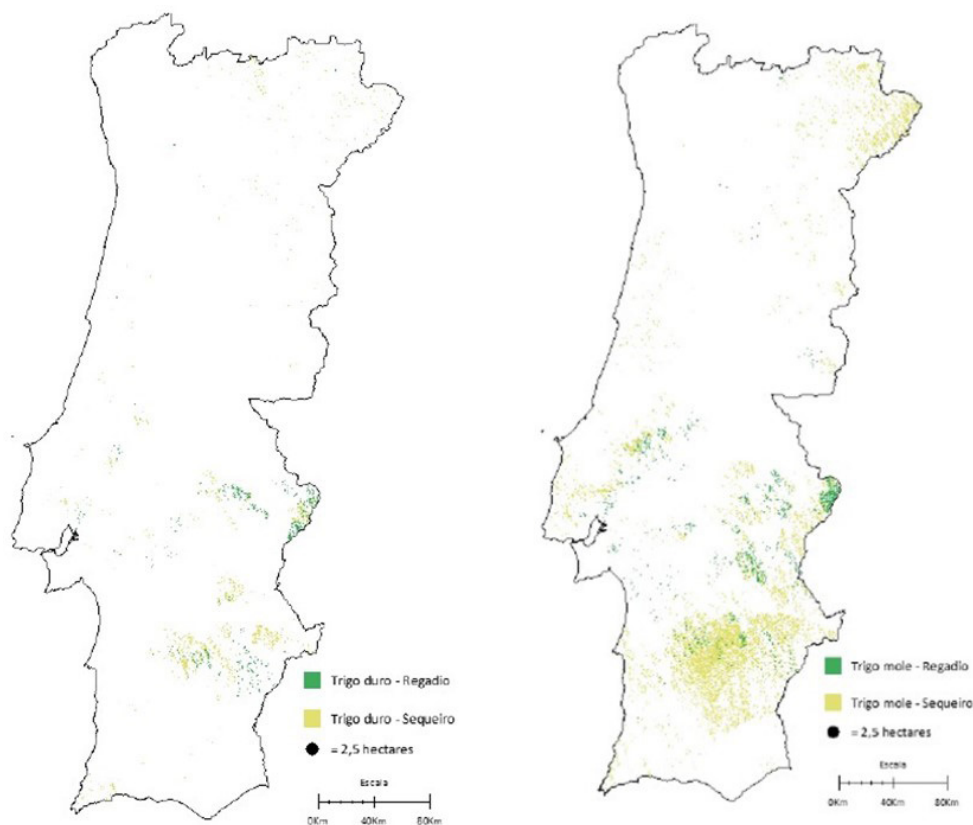 Trigo duro - Regadio
Trigo duro - Sequeiro
= 2,5 hectares
Escala
0Km 40Km 80Km
Trigo mole - Regadio
Trigo mole - Sequeiro
= 2,5 hectares
Escala
0Km 40Km 80Km